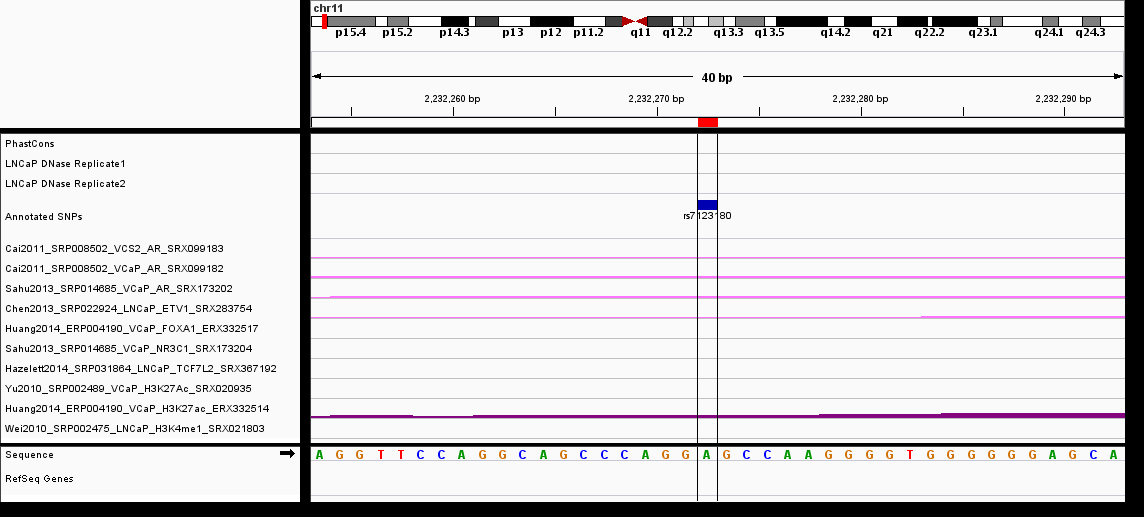 chr11
p15.4 p15.2 p14.3 p13 p12 p11.2 q11 q12.2 q13.3 q13.5 q14.2 q21 q22.2 q23.1 q24.1 q24.3
40 bp
2,232,260 bp 2,232,270 bp 2,232,280 bp 2,232,290 bp
PhastCons
LNCaP DNase Replicate1
LNCaP DNase Replicate2
Annotated SNPs
rs7123180
Cai2011_SRP008502_VCS2_AR_SRX099183
Cai2011_SRP008502_VCaP_AR_SRX099182
Sahu2013_SRP014685_VCaP_AR_SRX173202
Chen2013_SRP022924_LNCaP_ETV1_SRX283754
Huang2014_ERP004190_VCaP_FOXA1_ERX332517
Sahu2013_SRP014685_VCaP_NR3C1_SRX173204
Hazelett2014_SRP031864_LNCaP_TCF7L2_SRX367192
Yu2010_SRP002489_VCaP_H3K27Ac_SRX020935
Huang2014_ERP004190_VCaP_H3K27ac_ERX332514
Wei2010_SRP002475_LNCaP_H3K4me1_SRX021803
Sequence A G G T T C C A G G C A G C C C A G G A G C C A A G G G G T G G G G G G A G C A
RefSeq Genes